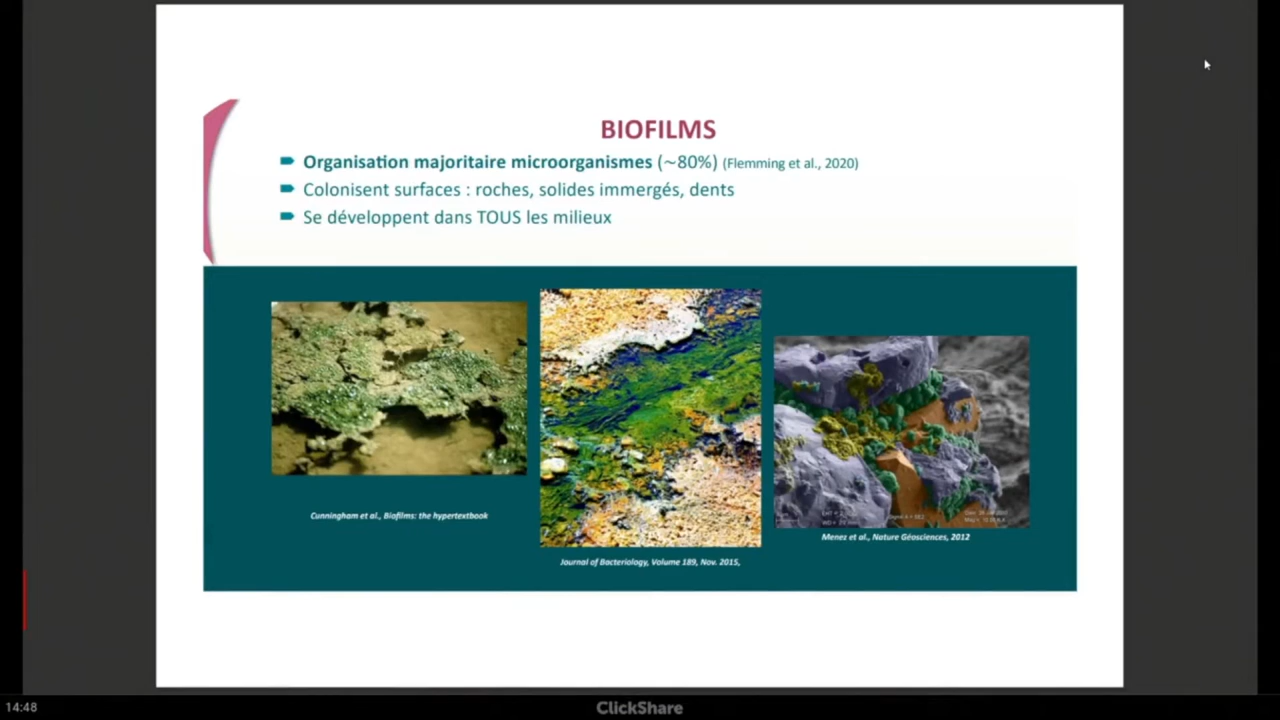 BIOFILMS
Organisation majoritaire microorganismes (~80%) (Flemming et al., 2020)
Colonisent surfaces : roches, solides immergés, dents
Se développent dans TOUS les milieux
Cunningham et al., Biofilms: the hypertextbook
Journal of Bacteriology, Volume 189, Nov. 2015,
Menez et al., Nature Géosciences, 2012
14:48
ClickShare